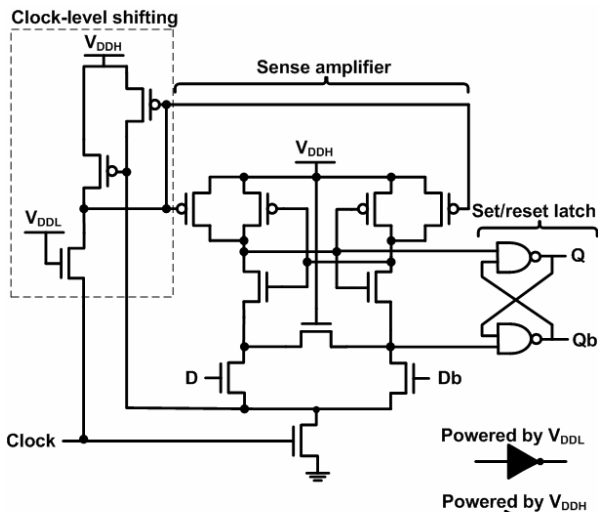 Clock-level shifting
VDDH
Sense amplifier
VDDH
VDDL
Set/reset latch
Q
Qb
D
Db
Clock
Powered by VDDL
Powered by VDDH